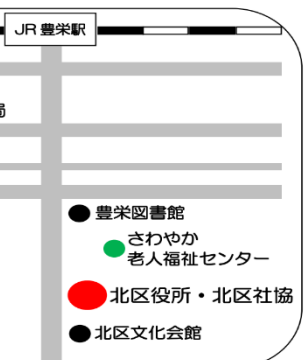 JR 豊栄駅
豊栄図書館
さわやか
老人福祉センター
北区役所・北区社協
北区文化会館